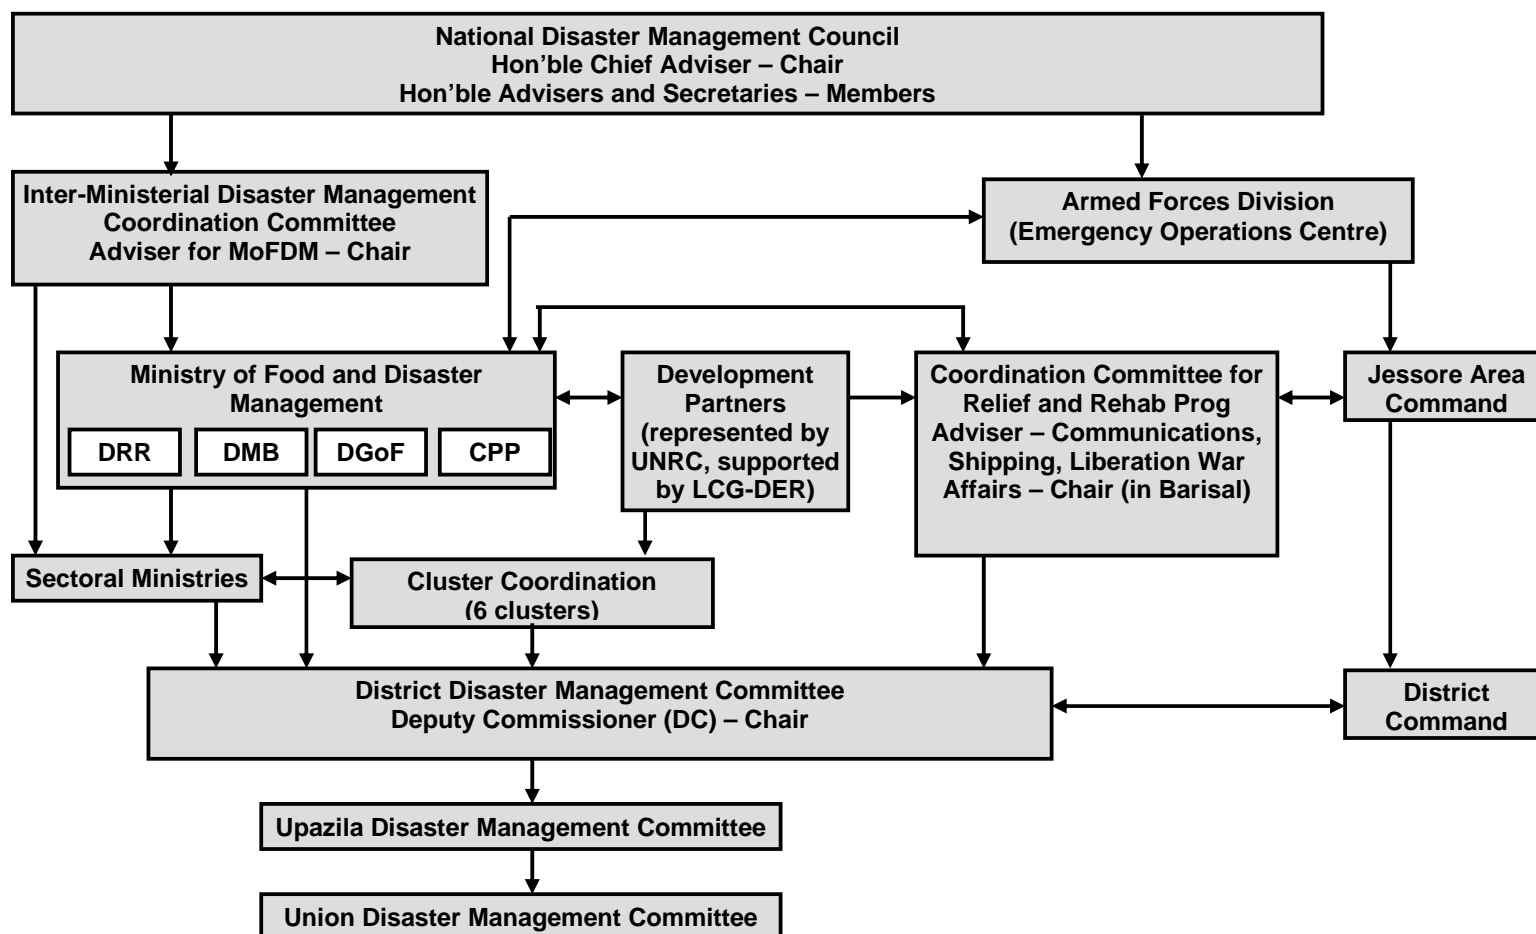 National Disaster Management Council
Hon’ble Chief Adviser – Chair
Hon’ble Advisers and Secretaries – Members
Inter-Ministerial Disaster Management
Coordination Committee
Adviser for MoFDM – Chair
Armed Forces Division
(Emergency Operations Centre)
Ministry of Food and Disaster
Management
DRR
DMB
DGoF
CPP
Development
Partners
(represented by
UNRC, supported
by LCG-DER)
Coordination Committee for
Relief and Rehab Prog
Adviser – Communications,
Shipping, Liberation War
Affairs – Chair (in Barisal)
Jessore Area
Command
Sectoral Ministries
Cluster Coordination
(6 clusters)
District Disaster Management Committee
Deputy Commissioner (DC) – Chair
District
Command
Upazila Disaster Management Committee
Union Disaster Management Committee